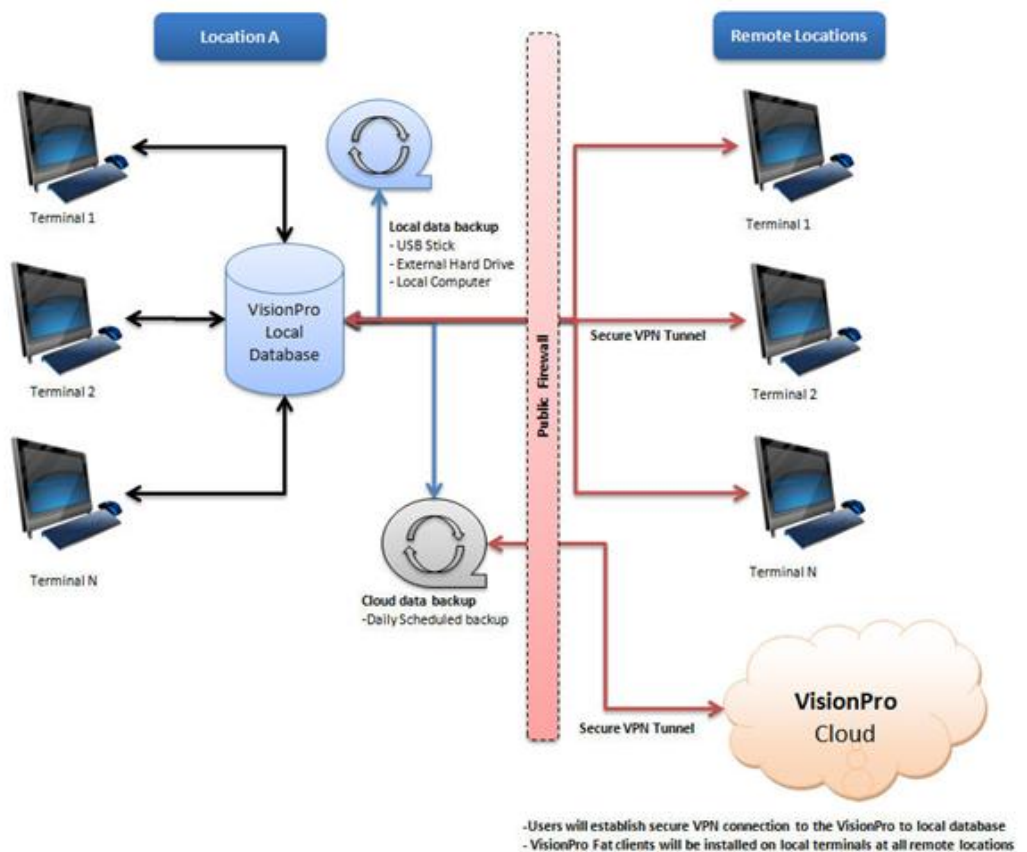 Location A
Remote Locations
Terminal 1
Terminal 2
Terminal N
VisionPro
Local
Database
Local data backup
- USB Stick
- External Hard Drive
- Local Computer
Cloud data backup
-Daily Scheduled backup
Public Firewall
Secure VPN Tunnel
Terminal 1
Terminal 2
Terminal N
Secure VPN Tunnel
VisionPro
Cloud
-Users will establish secure VPN connection to the VisionPro to local database
- VisionPro Fat clients will be installed on local terminals at all remote locations